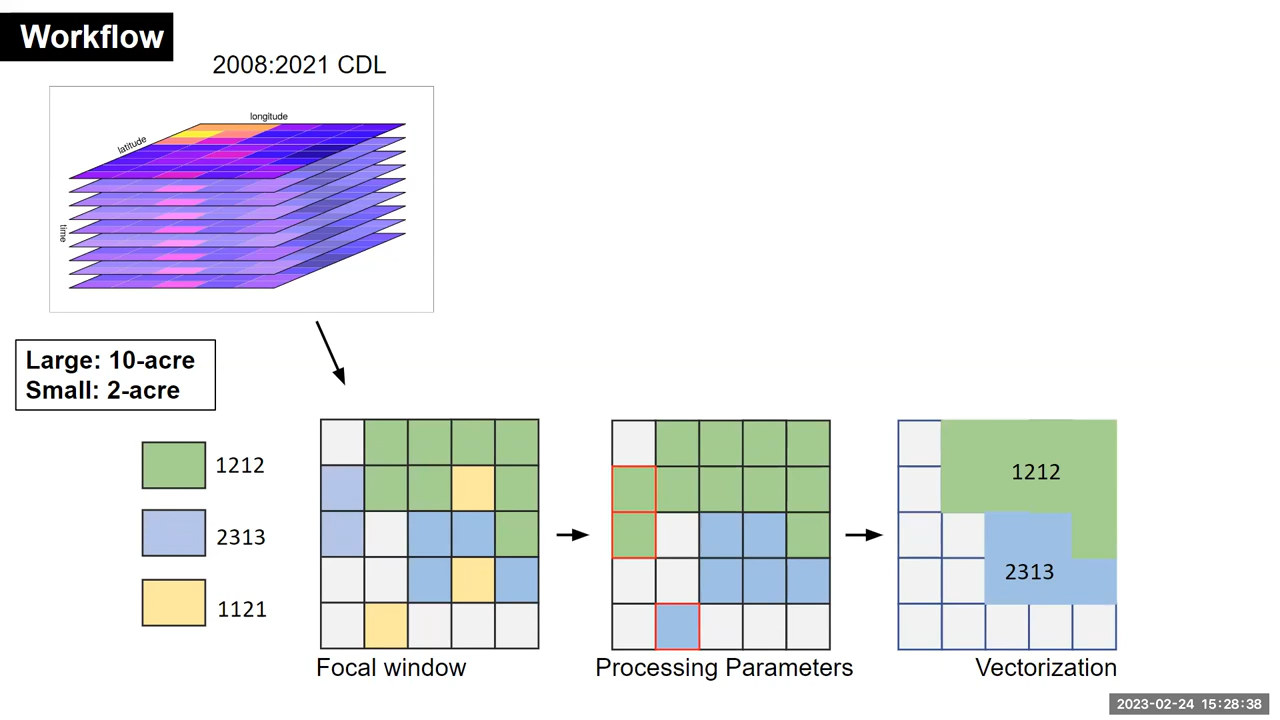 Workflow
2008:2021 CDL
longitude
latitude
time
Large: 10-acre
Small: 2-acre
1212
2313
1121
1212
2313
Focal window
Processing Parameters
Vectorization
2023-02-24 15:28:38